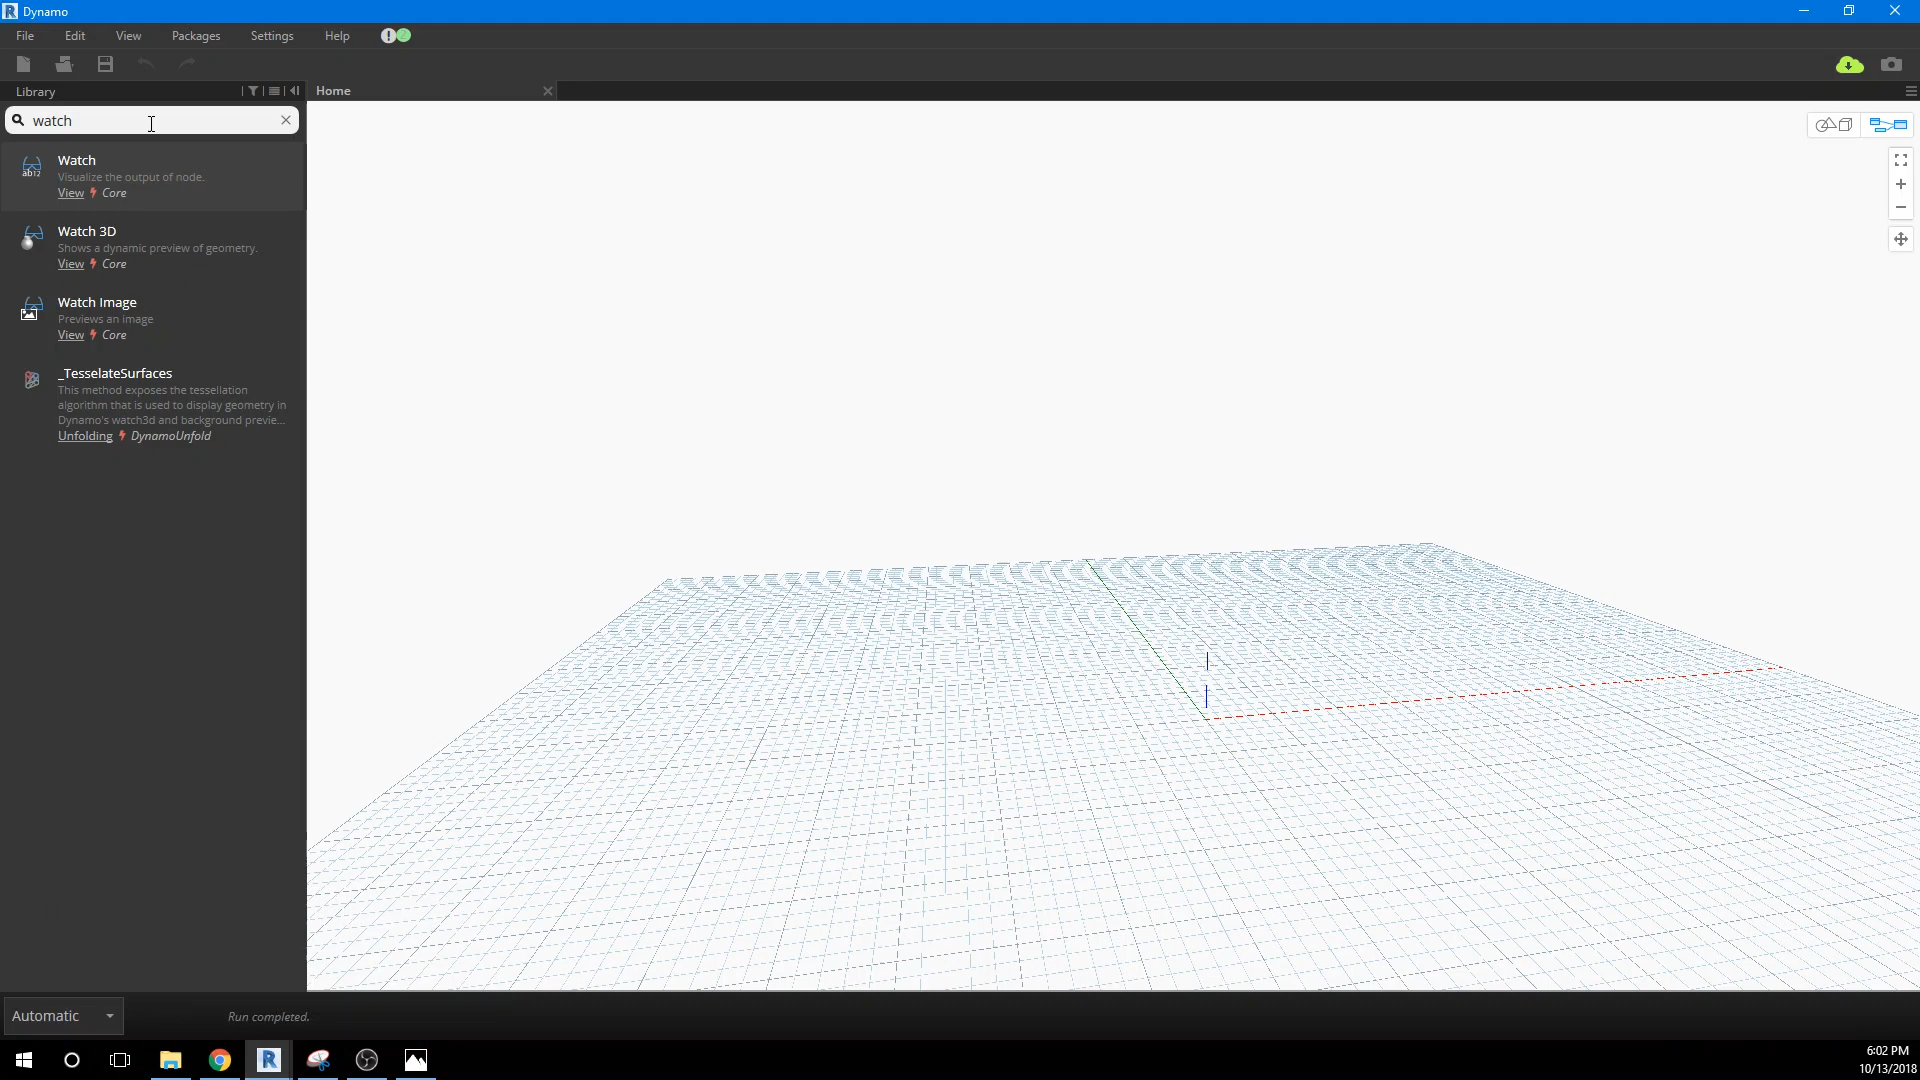 Dynamo
File Edit View Packages Settings Help
Library
Home
watch
Watch
Visualize the output of node.
View Core
Watch 3D
Shows a dynamic preview of geometry.
View Core
Watch Image
Previews an image
View Core
_TesselateSurfaces
This method exposes the tessellation
algorithm that is used to display geometry in
Dynamo's watch3d and background previe...
Unfolding DynamoUnfold
Automatic
Run completed.
6:02 PM
10/13/2018